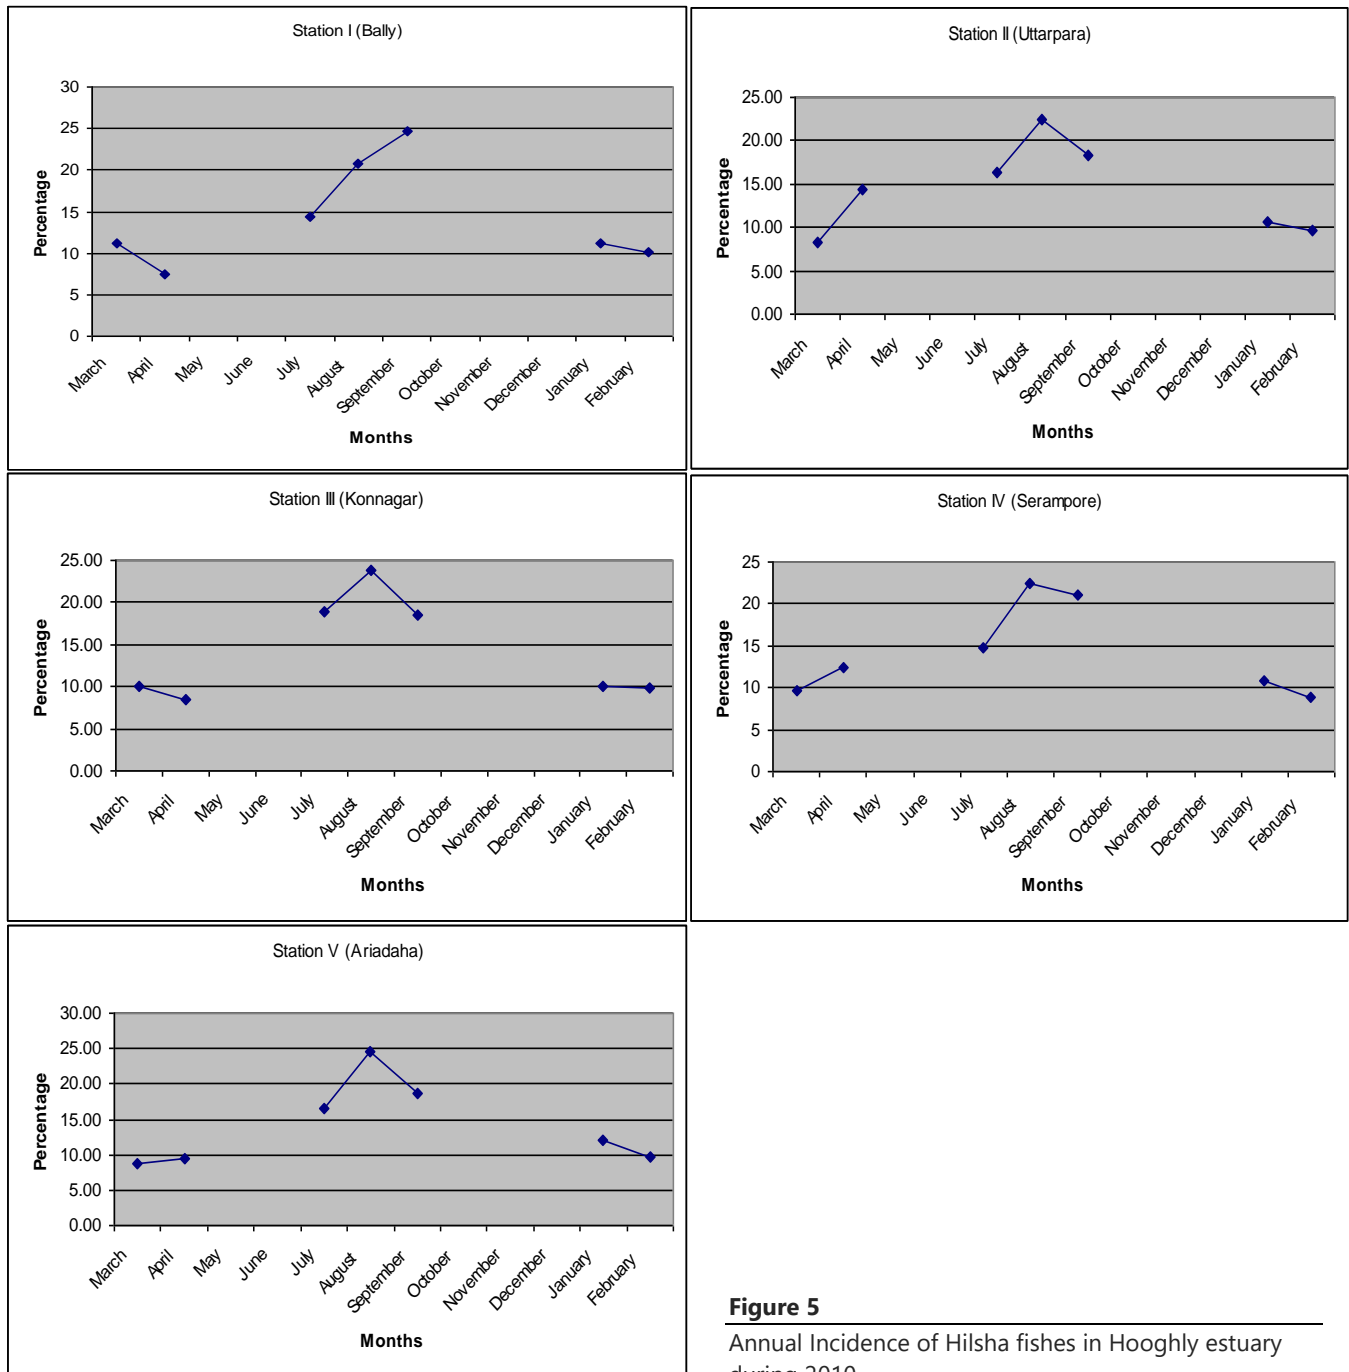 Station I (Bally)
30
25
20
15
10
5
0
Percentage
March April May June July August September October November December January February
Months
Station II (Uttarpara)
25.00
20.00
15.00
10.00
5.00
0.00
Percentage
March April May June July August September October November December January February
Months
Station III (Konnagar)
25.00
20.00
15.00
10.00
5.00
0.00
Percentage
March April May June July August September October November December January February
Months
Station IV (Serampore)
25
20
15
10
5
0
Percentage
March April May June July August September October November December January February
Months
Station V (Ariadaha)
30.00
25.00
20.00
15.00
10.00
5.00
0.00
Percentage
March April May June July August September October November December January February
Months
Figure 5
Annual Incidence of Hilsha fishes in Hooghly estuary
during 2010